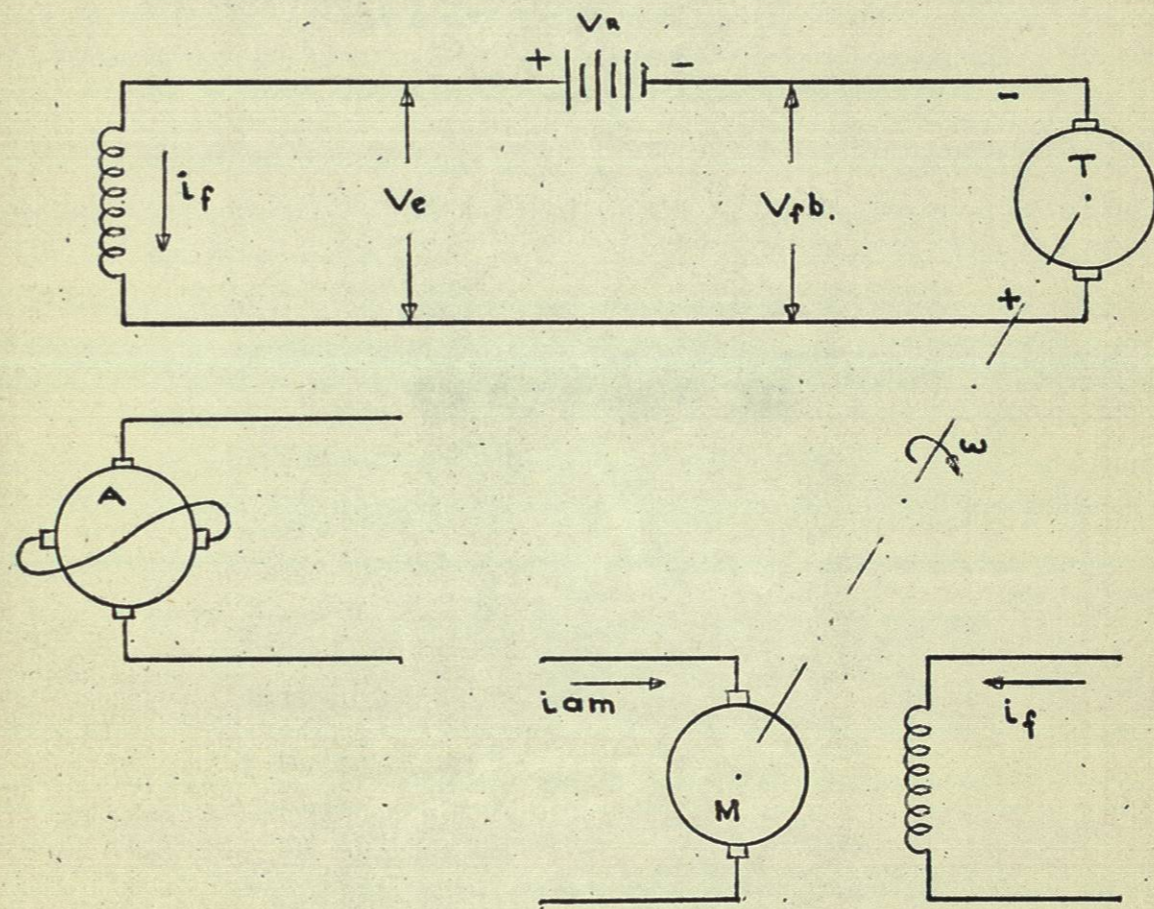 VR
+ -
-
T
if
Ve
Vfb.
+
ω
A
iam
if
M